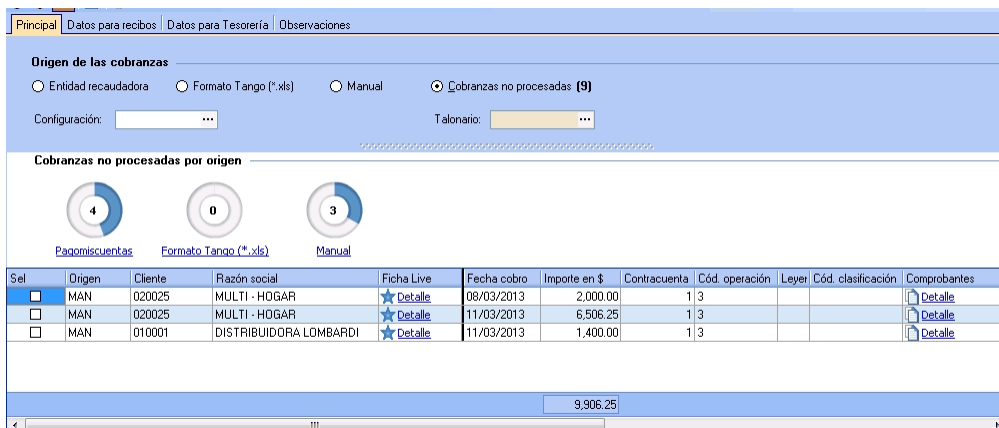 Principal Datos para recibos Datos para Tesorería Observaciones
Origen de las cobranzas
Entidad recaudadora Formato Tango (*.xls) Manual Cobranzas no procesadas (9)
Configuración: ... Talonario: ...
Cobranzas no procesadas por origen
4 0 3
Pagomiscuentas Formato Tango (*.xls) Manual
Sel Origen Cliente Razón social Ficha Live Fecha cobro Importe en $ Contracuenta Cód. operación Leyer Cód. clasificación Comprobantes
MAN 020025 MULTI - HOGAR Detalle 08/03/2013 2,000.00 1 3 Detalle
MAN 020025 MULTI - HOGAR Detalle 11/03/2013 6,506.25 1 3 Detalle
MAN 010001 DISTRIBUIDORA LOMBARDI Detalle 11/03/2013 1,400.00 1 3 Detalle
9,906.25